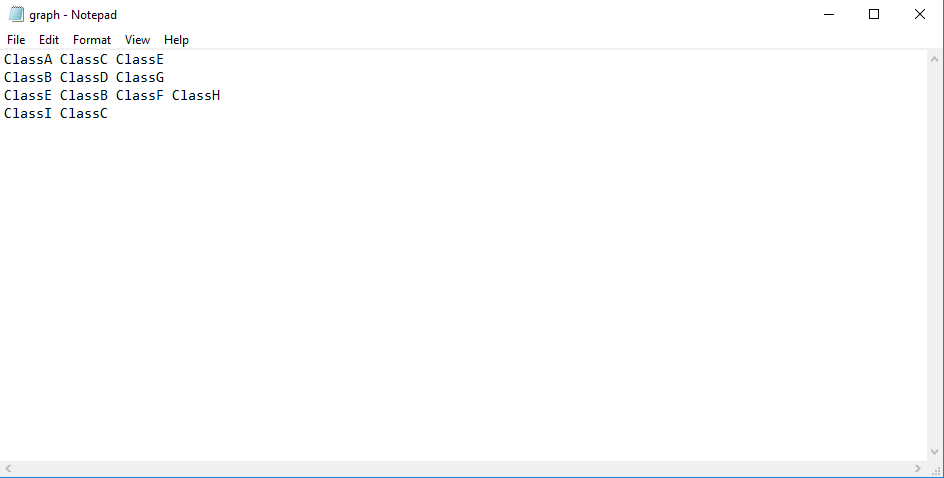 graph - Notepad
File Edit Format View Help
ClassA ClassC ClassE
ClassB ClassD ClassG
ClassE ClassB ClassF ClassH
ClassI ClassC